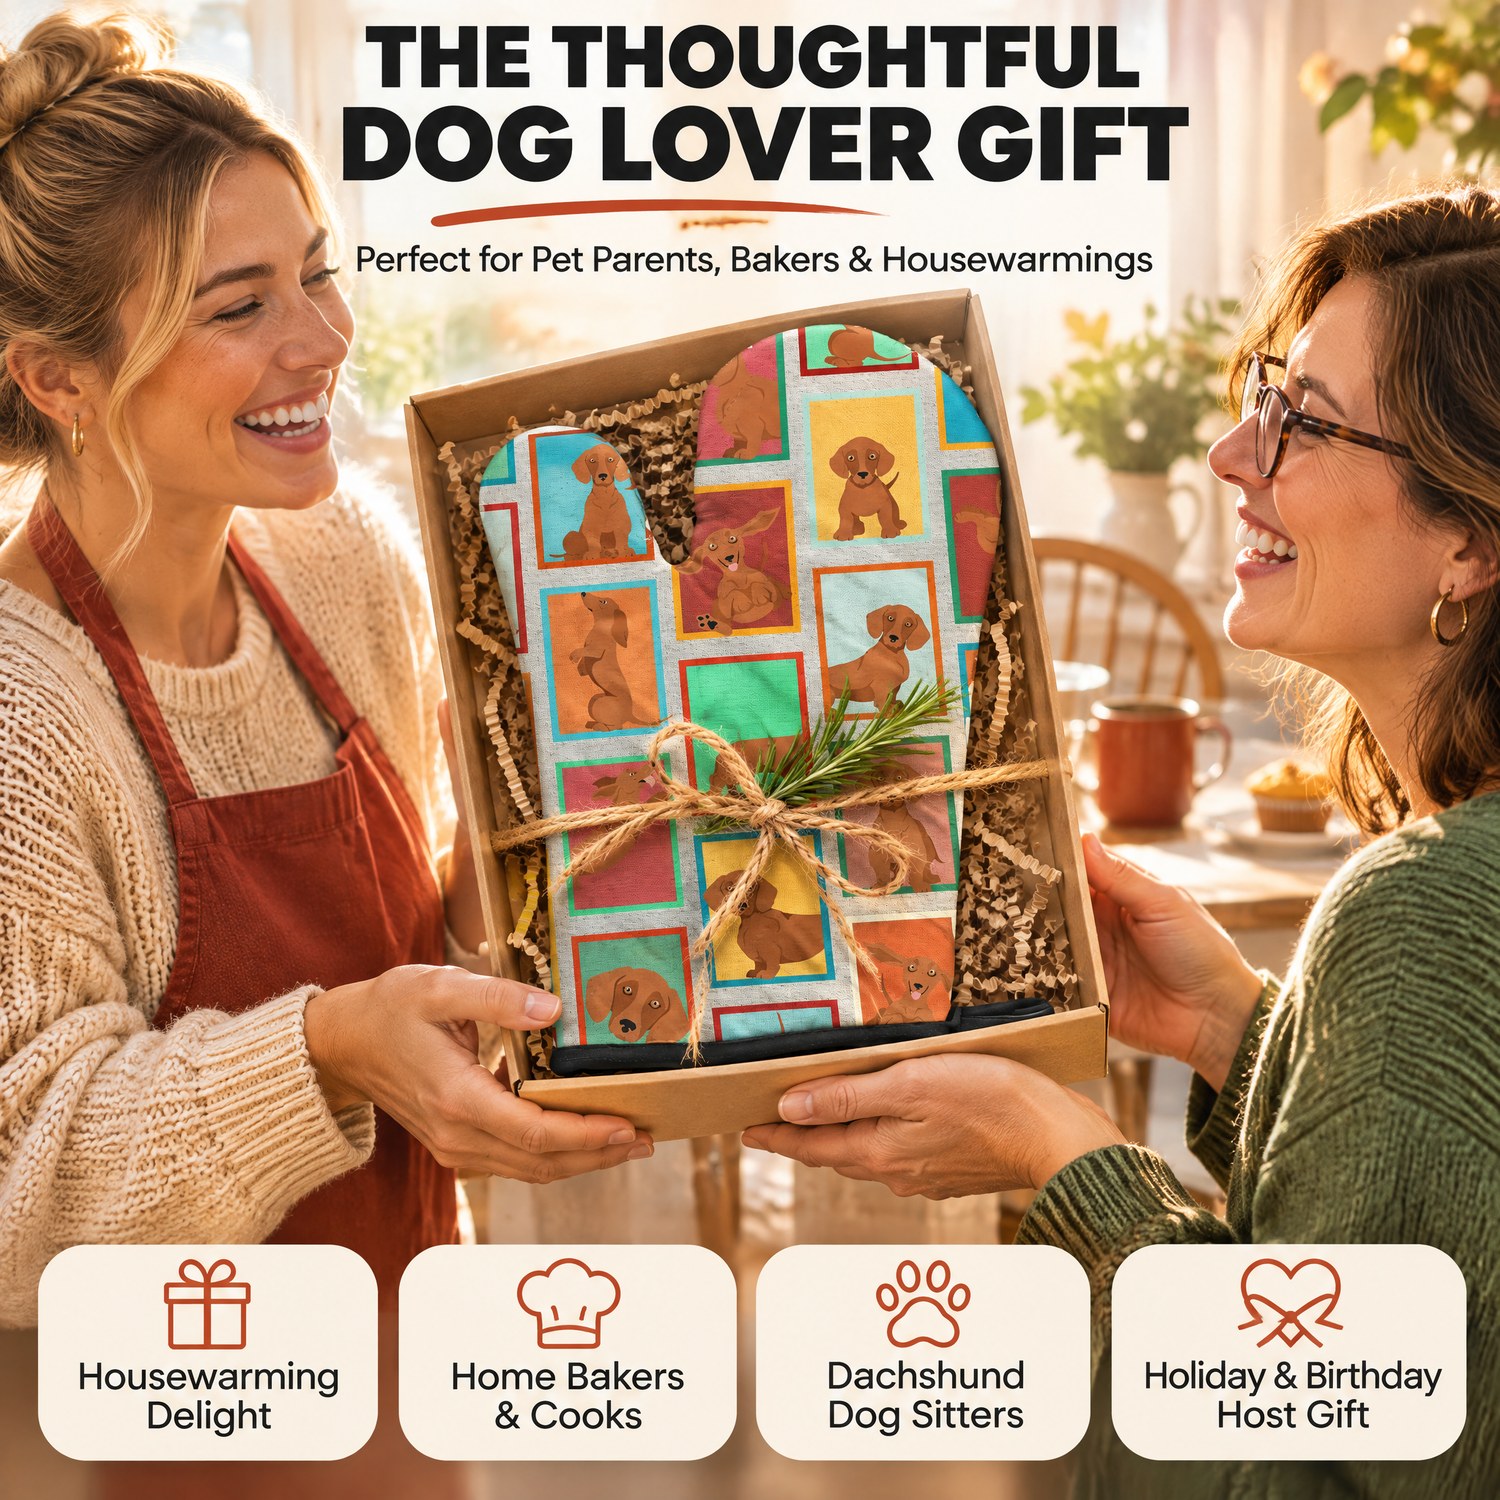 THE THOUGHTFUL
DOG LOVER GIFT
Perfect for Pet Parents, Bakers & Housewarmings
Housewarming
Delight
Home Bakers
& Cooks
Dachshund
Dog Sitters
Holiday & Birthday
Host Gift